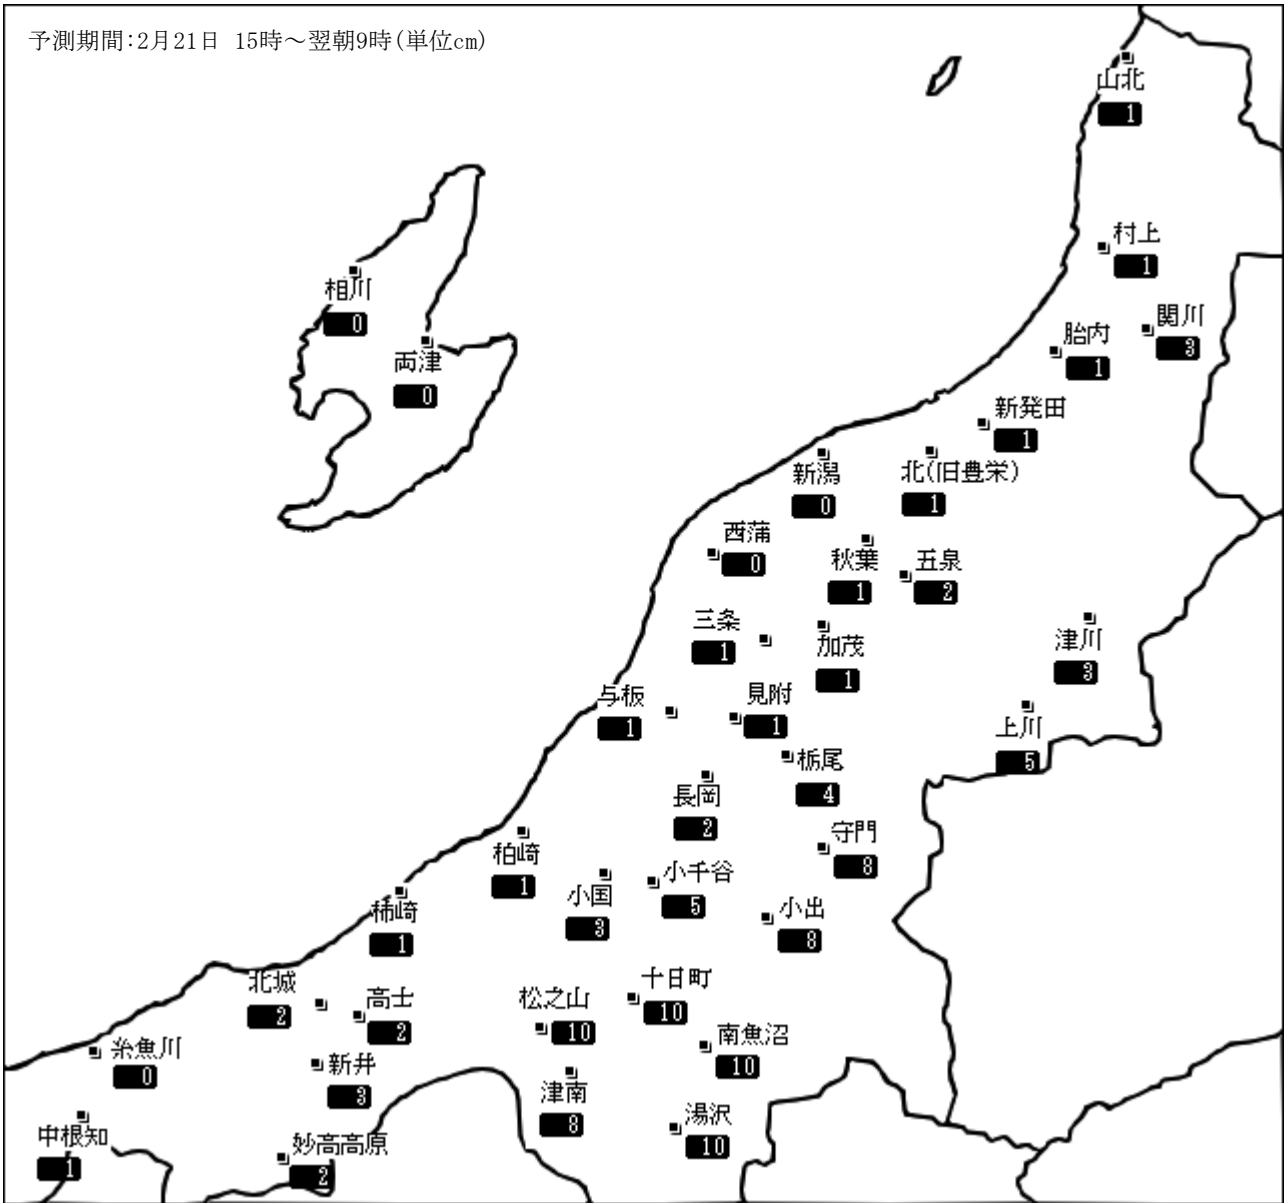 予測期間:2月21日 15時～翌朝9時(単位cm)
山北
1
村上
1
相川
0
関川
3
胎内
1
両津
0
新発田
1
新潟
0
北(旧豊栄)
1
西蒲
0
秋葉
1
五泉
2
三条
1
加茂
1
津川
3
与板
1
見附
1
上川
5
栃尾
4
長岡
2
守門
8
柏崎
1
小国
3
小千谷
5
小出
8
柿崎
1
北城
2
高士
2
松之山
10
十日町
10
南魚沼
10
糸魚川
0
新井
3
津南
8
湯沢
10
中根知
1
妙高高原
2